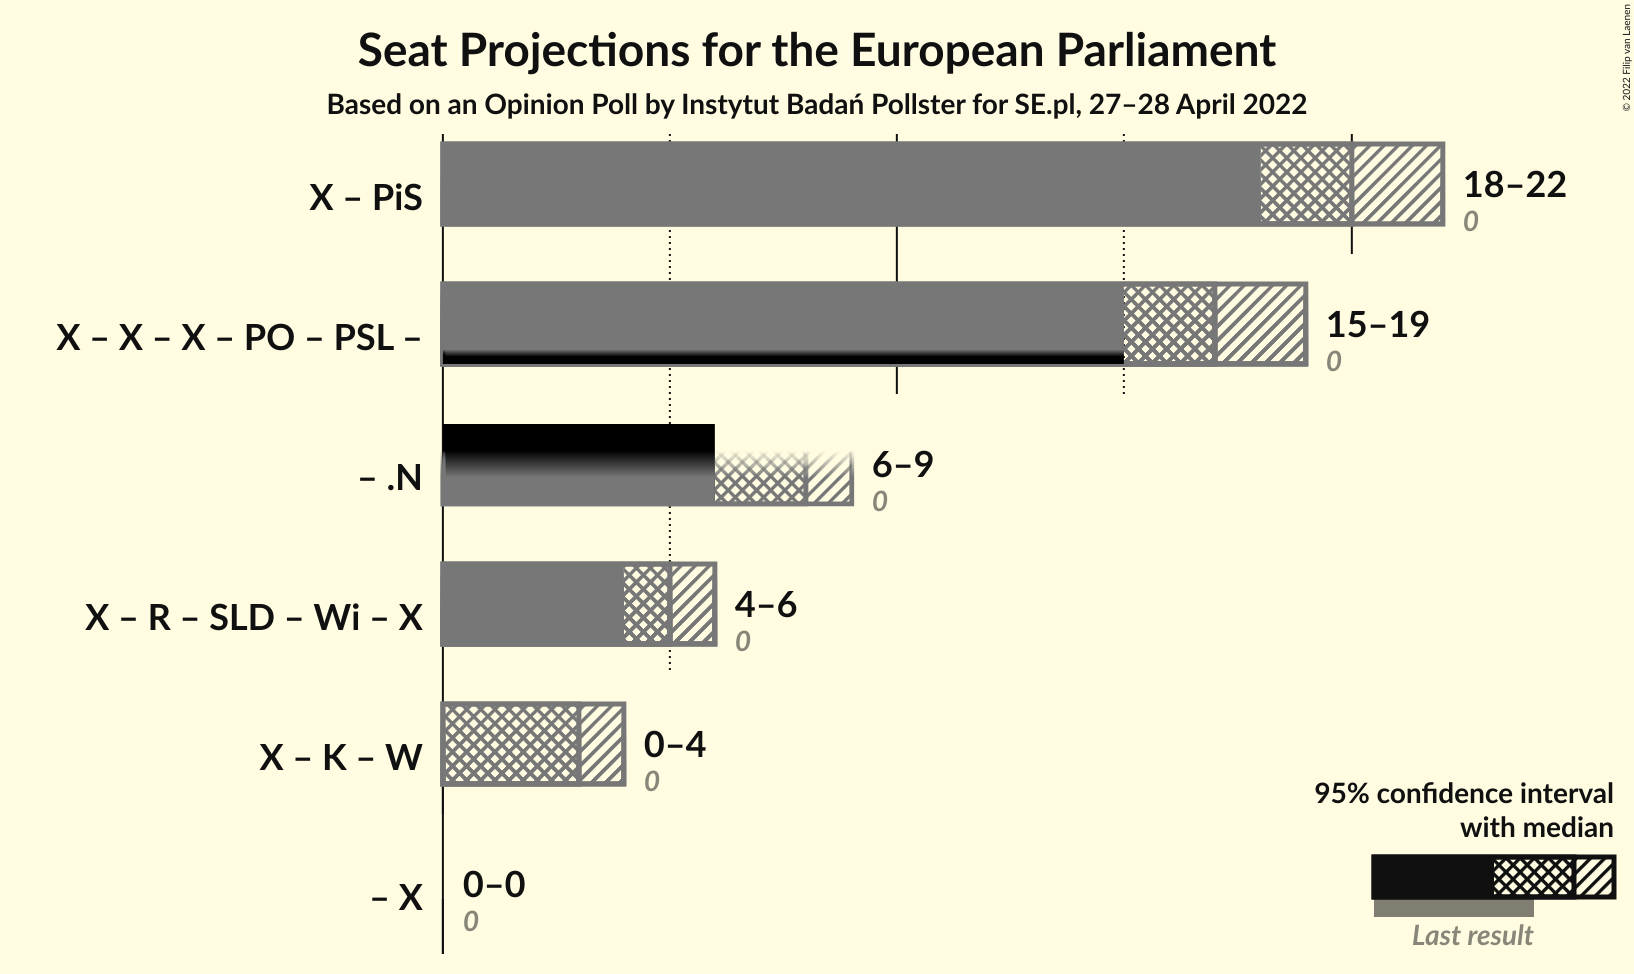 Seat Projections for the European Parliament
Based on an Opinion Poll by Instytut Badań Pollster for SE.pl, 27–28 April 2022
© 2022 Filip van Laenen
X – PiS
18–22
0
X – X – X – PO – PSL –
15–19
0
– .N
6–9
0
X – R – SLD – Wi – X
4–6
0
X – K – W
0–4
0
– X
0–0
0
95% confidence interval
with median
Last result